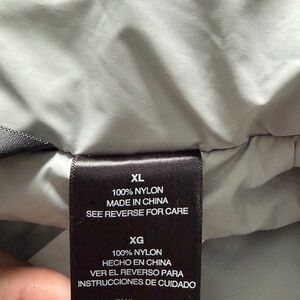 XL
100% NYLON
MADE IN CHINA
SEE REVERSE FOR CARE
XG
100% NYLON
HECHO EN CHINA
VER EL REVERSO PARA
INSTRUCCIONES DE CUIDADO